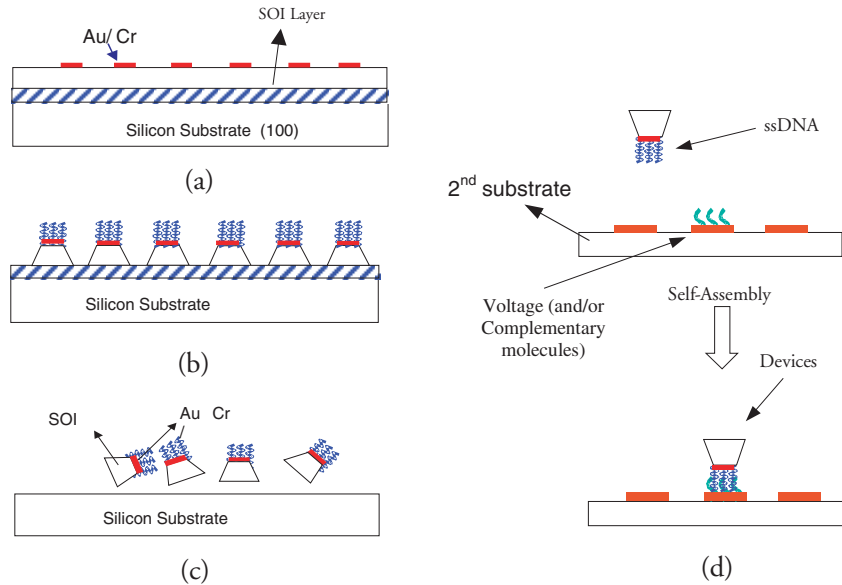 Au/ Cr
SOI Layer
Silicon Substrate (100)
(a)
Silicon Substrate
(b)
SOI
Au Cr
Silicon Substrate
(c)
ssDNA
2nd substrate
Voltage (and/or
Complementary
molecules)
Self-Assembly
Devices
(d)